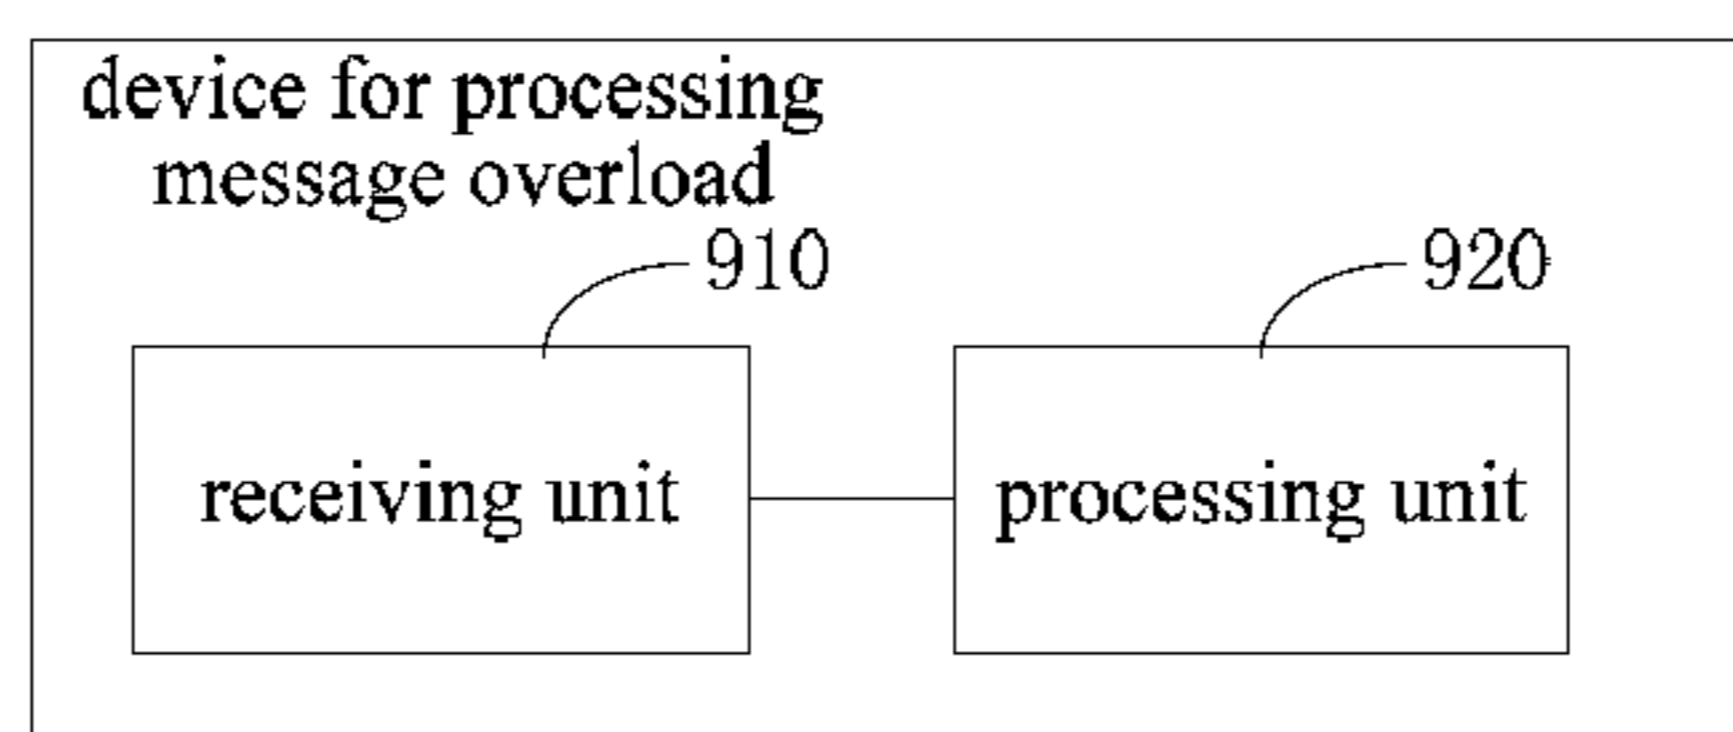 device for processing
message overload
910
920
receiving unit
processing unit